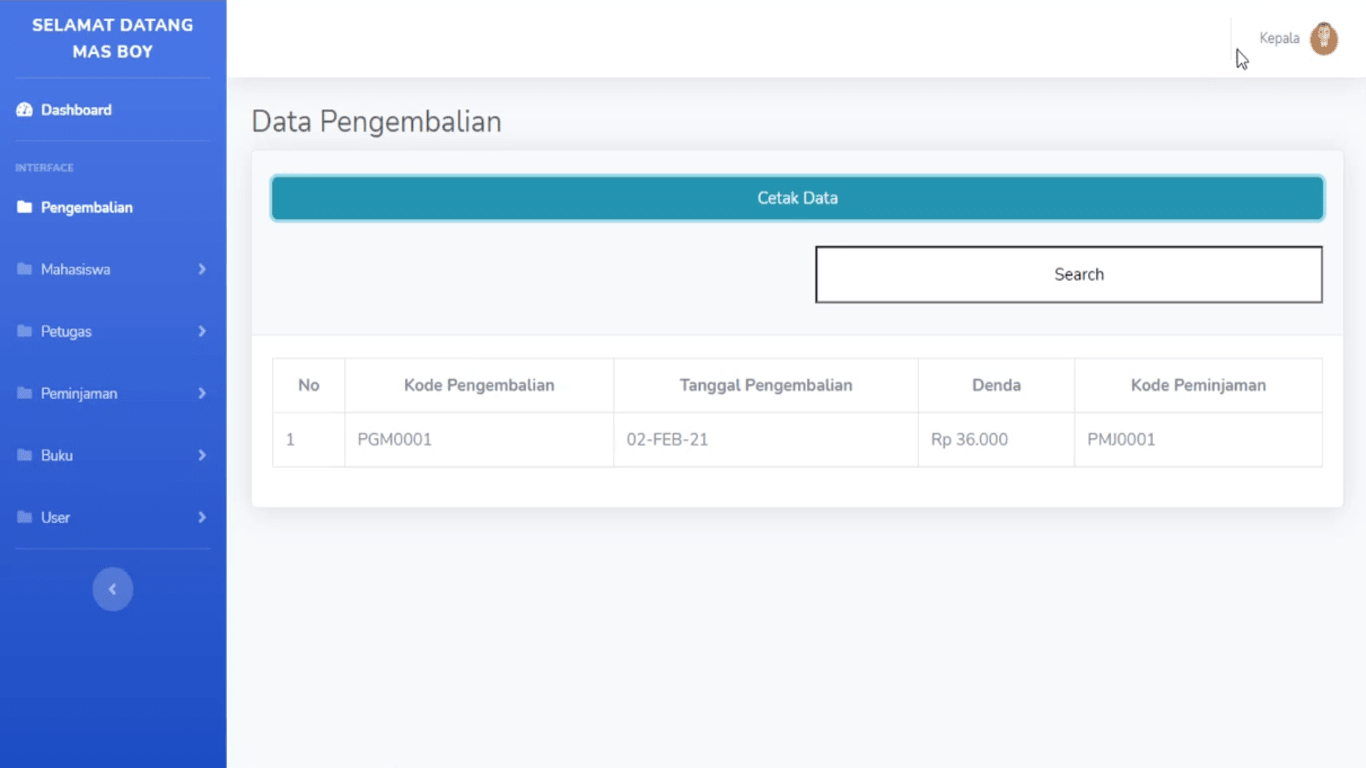 SELAMAT DATANG
MAS BOY
Dashboard
INTERFACE
Pengembalian
Mahasiswa
Petugas
Peminjaman
Buku
User
Kepala
Data Pengembalian
Cetak Data
Search
No Kode Pengembalian Tanggal Pengembalian Denda Kode Peminjaman
1 PGM0001 02-FEB-21 Rp 36.000 PMJ0001